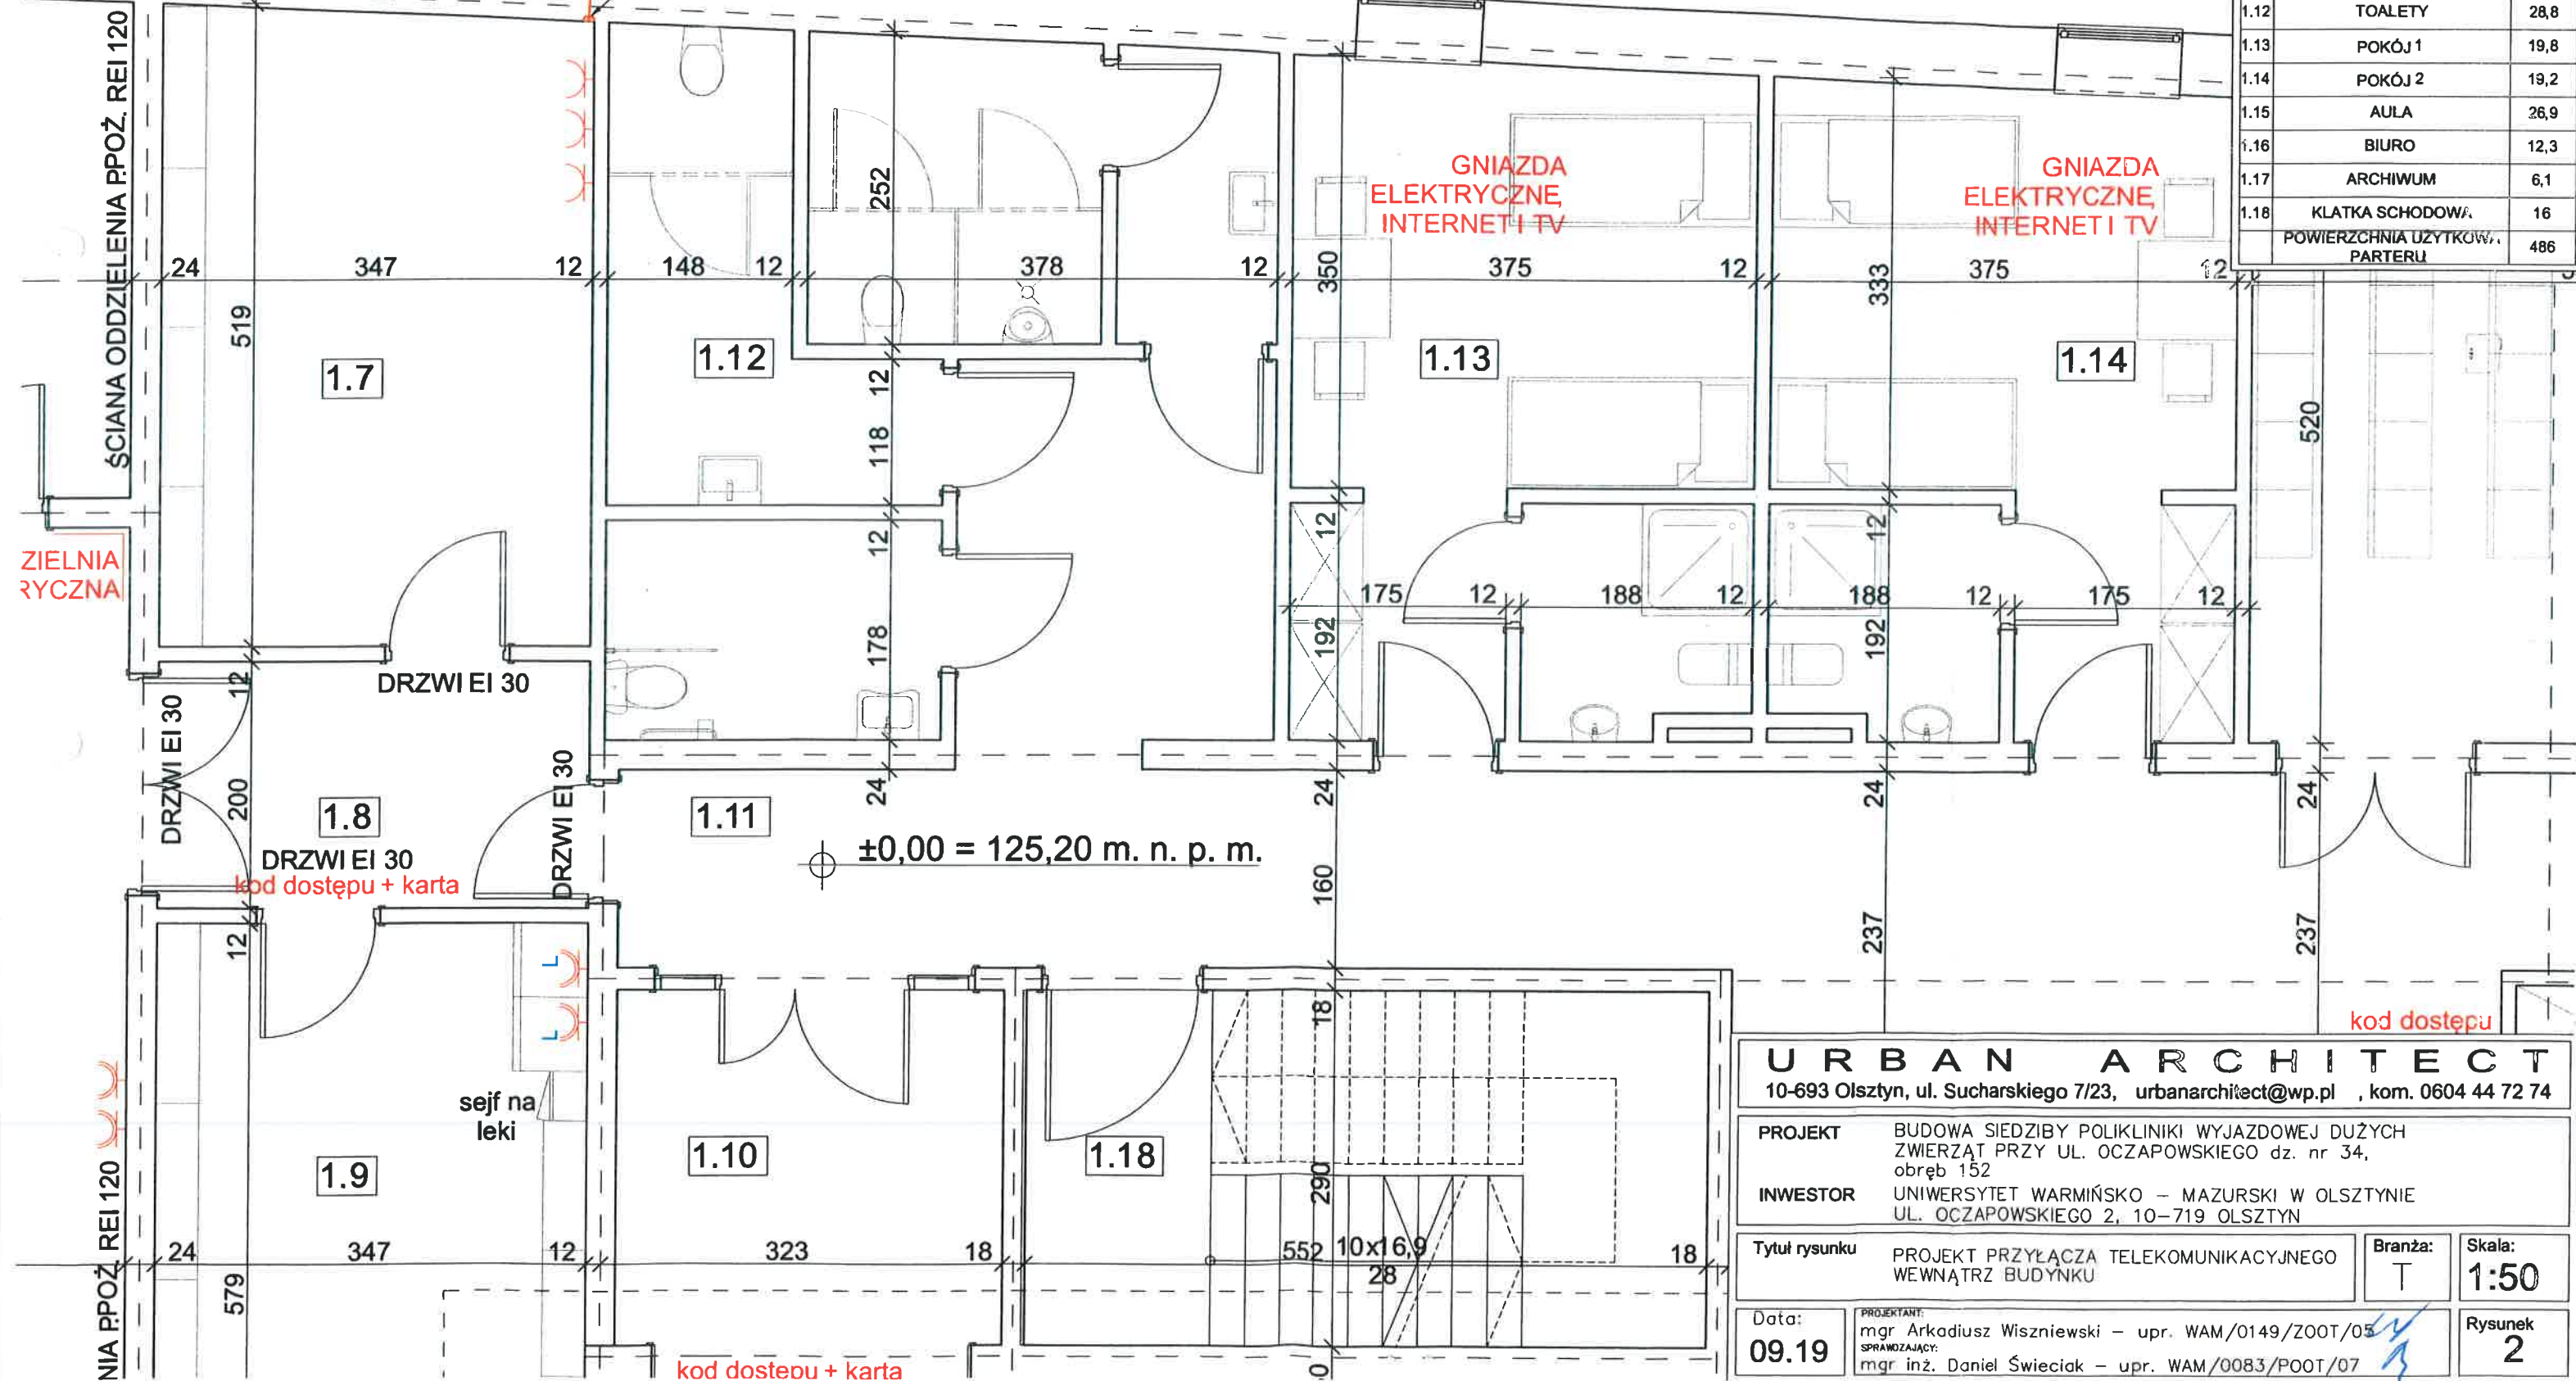 1.12 TOALETY 28,8
1.13 POKÓJ 1 19,8
1.14 POKÓJ 2 19,2
1.15 AULA 26,9
1.16 BIURO 12,3
1.17 ARCHIWUM 6,1
1.18 KLATKA SCHODOWA 16
POWIERZCHNIA UŻYTKOWA
PARTERU 486
ŚCIANA ODDZIELENIA P.POŻ. REI 120
GNIAZDA
ELEKTRYCZNE,
INTERNET I TV
GNIAZDA
ELEKTRYCZNE,
INTERNET I TV
252
24 347 12 148 12 378 12 375 12 375 12
519
350
333
520
1.7
1.12
1.13
1.14
12
118
12
178
24
12
192
24
12
192
24
24
175 12 188 12 188 12 175 12
ZIELNIA
RYCZNA
DRZWI EI 30
12
200
12
DRZWI EI 30
DRZWI EI 30
1.8
DRZWI EI 30
kod dostępu + karta
1.11
±0,00 = 125,20 m. n. p. m.
160
237
237
18
290
kod dostępu
sejf na
leki
1.9
1.10
1.18
NIA P.POŻ. REI 120
24 347 12 323 18 552 10x16,9 18
28
579
kod dostępu + karta
URBAN ARCHITECT
10-693 Olsztyn, ul. Sucharskiego 7/23, urbanarchitect@wp.pl , kom. 0604 44 72 74
PROJEKT BUDOWA SIEDZIBY POLIKLINIKI WYJAZDOWEJ DUŻYCH
ZWIERZĄT PRZY UL. OCZAPOWSKIEGO dz. nr 34,
obręb 152
INWESTOR UNIWERSYTET WARMIŃSKO – MAZURSKI W OLSZTYNIE
UL. OCZAPOWSKIEGO 2, 10–719 OLSZTYN
Tytuł rysunku PROJEKT PRZYŁĄCZA TELEKOMUNIKACYJNEGO
WEWNĄTRZ BUDYNKU
Branża:
T
Skala:
1:50
Data:
09.19
PROJEKTANT:
mgr Arkadiusz Wiszniewski – upr. WAM/0149/ZOOT/05
SPRAWDZAJĄCY:
mgr inż. Daniel Świeciak – upr. WAM/0083/POOT/07
Rysunek
2